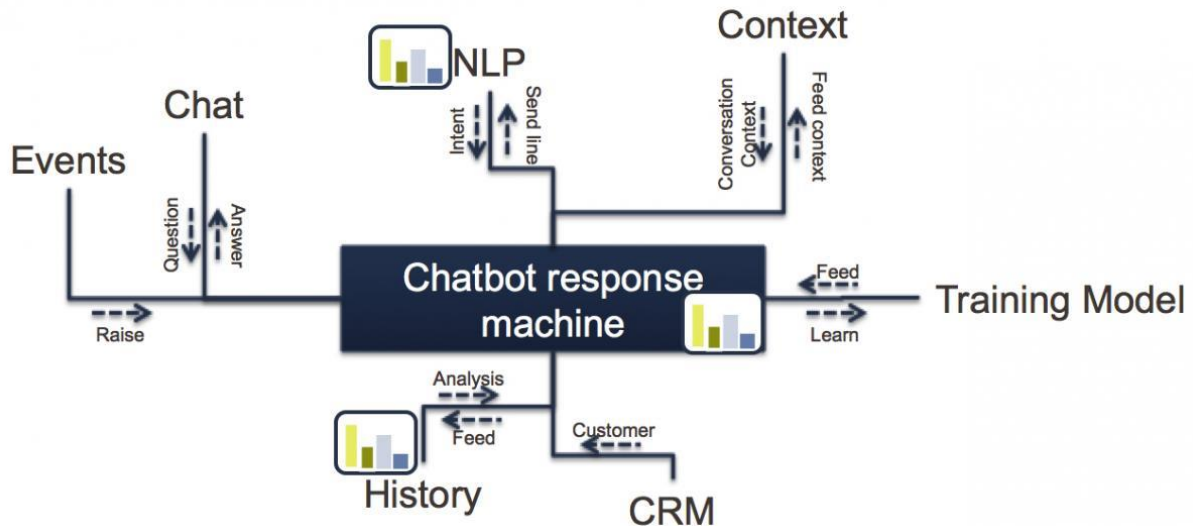 Context
NLP
Chat
Events
Intent
Send line
Conversation
Context
Feed context
Question
Answer
Chatbot response
machine
Feed
Training Model
Raise
Learn
Analysis
Feed
Customer
History
CRM